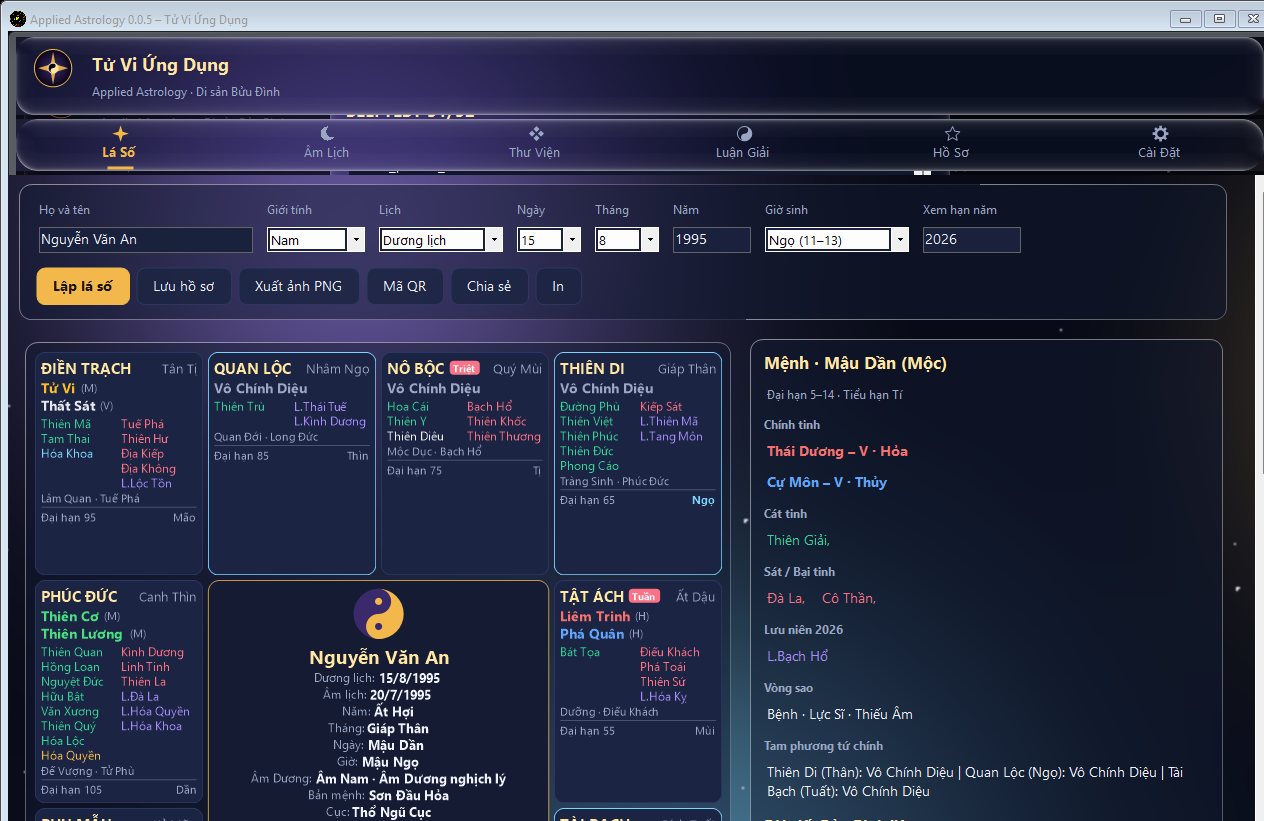 Applied Astrology 0.0.5 – Tử Vi Ứng Dụng
Tử Vi Ứng Dụng
Applied Astrology · Di sản Bửu Đình
Lá Số
Âm Lịch
Thư Viện
Luận Giải
Hồ Sơ
Cài Đặt
Họ và tên
Giới tính
Lịch
Ngày
Tháng
Năm
Giờ sinh
Xem hạn năm
Nguyễn Văn An
Nam
Dương lịch
15
8
1995
Ngọ (11–13)
2026
Lập lá số
Lưu hồ sơ
Xuất ảnh PNG
Mã QR
Chia sẻ
In
ĐIỀN TRẠCH Tân Tị
Tử Vi (M)
Thất Sát (V)
Thiên Mã Tuế Phá
Tam Thai Thiên Hư
Hóa Khoa Địa Kiếp
Địa Không
L.Lộc Tồn
Lâm Quan · Tuế Phá
Đại hạn 95 Mão
QUAN LỘC Nhâm Ngọ
Vô Chính Diệu
Thiên Trù L.Thái Tuế
L.Kình Dương
Quan Đới · Long Đức
Đại hạn 85 Thìn
NÔ BỘC Triệt Quý Mùi
Vô Chính Diệu
Hoa Cái Bạch Hổ
Thiên Y Thiên Khốc
Thiên Diêu Thiên Thương
Mộc Dục · Bạch Hổ
Đại hạn 75 Tị
THIÊN DI Giáp Thân
Vô Chính Diệu
Đường Phù Kiếp Sát
Thiên Việt L.Thiên Mã
Thiên Phúc L.Tang Môn
Thiên Đức
Phong Cáo
Tràng Sinh · Phúc Đức
Đại hạn 65 Ngọ
PHÚC ĐỨC Canh Thìn
Thiên Cơ (M)
Thiên Lương (M)
Thiên Quan Kình Dương
Hồng Loan Linh Tinh
Nguyệt Đức Thiên La
Hữu Bật L.Đà La
Văn Xương L.Hóa Quyền
Thiên Quý L.Hóa Khoa
Hóa Lộc
Hóa Quyền
Đế Vượng · Tử Phù
Đại hạn 105 Dần
Nguyễn Văn An
Dương lịch: 15/8/1995
Âm lịch: 20/7/1995
Năm: Ất Hợi
Tháng: Giáp Thân
Ngày: Mậu Dần
Giờ: Mậu Ngọ
Âm Dương: Âm Nam · Âm Dương nghịch lý
Bản mệnh: Sơn Đầu Hỏa
Cục: Thổ Ngũ Cục
TẬT ÁCH Tuần Ất Dậu
Liêm Trinh (H)
Phá Quân (H)
Bát Tọa Điếu Khách
Phá Toái
Thiên Sứ
L.Hóa Kỵ
Dưỡng · Điếu Khách
Đại hạn 55 Mùi
Mệnh · Mậu Dần (Mộc)
Đại hạn 5–14 · Tiểu hạn Tí
Chính tinh
Thái Dương – V · Hỏa
Cự Môn – V · Thủy
Cát tinh
Thiên Giải,
Sát / Bại tinh
Đà La, Cô Thần,
Lưu niên 2026
L.Bạch Hổ
Vòng sao
Bệnh · Lực Sĩ · Thiếu Âm
Tam phương tứ chính
Thiên Di (Thân): Vô Chính Diệu | Quan Lộc (Ngọ): Vô Chính Diệu | Tài
Bạch (Tuất): Vô Chính Diệu